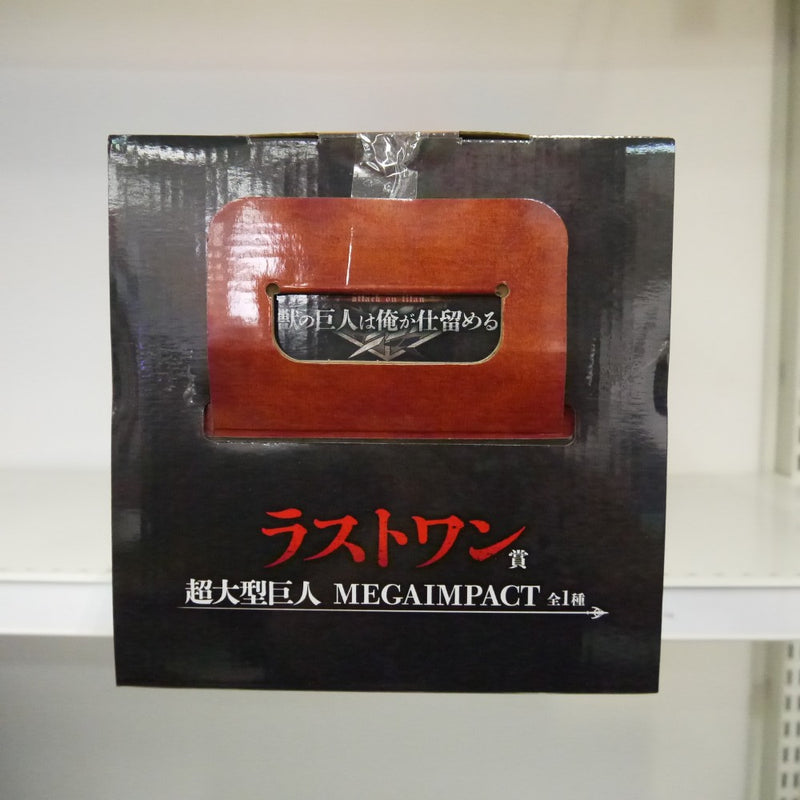 attack on titan
獣の巨人は俺が仕留める
ラストワン賞
超大型巨人 MEGAIMPACT 全1種